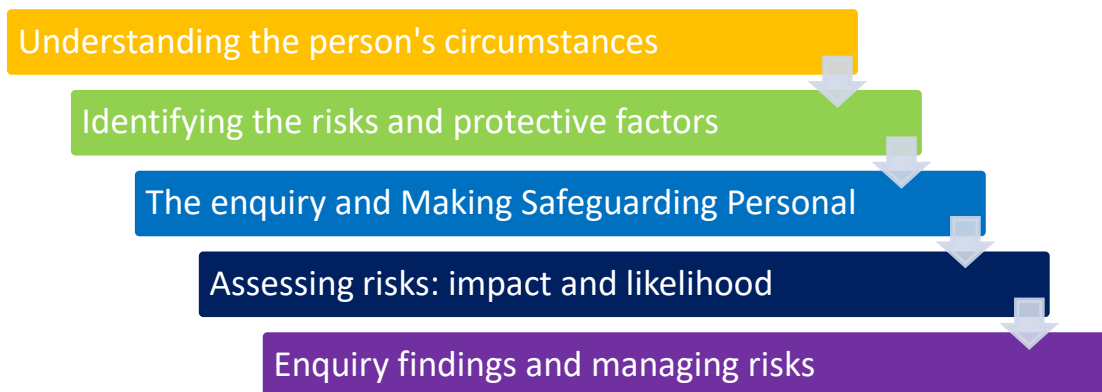 Understanding the person's circumstances
Identifying the risks and protective factors
The enquiry and Making Safeguarding Personal
Assessing risks: impact and likelihood
Enquiry findings and managing risks